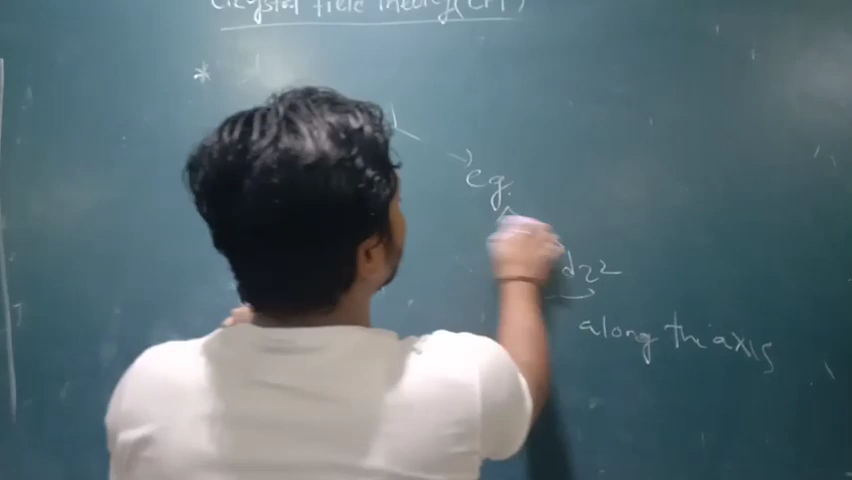 Crystal field Theory (CFT)
*
d
eg.
dz2
along the axis